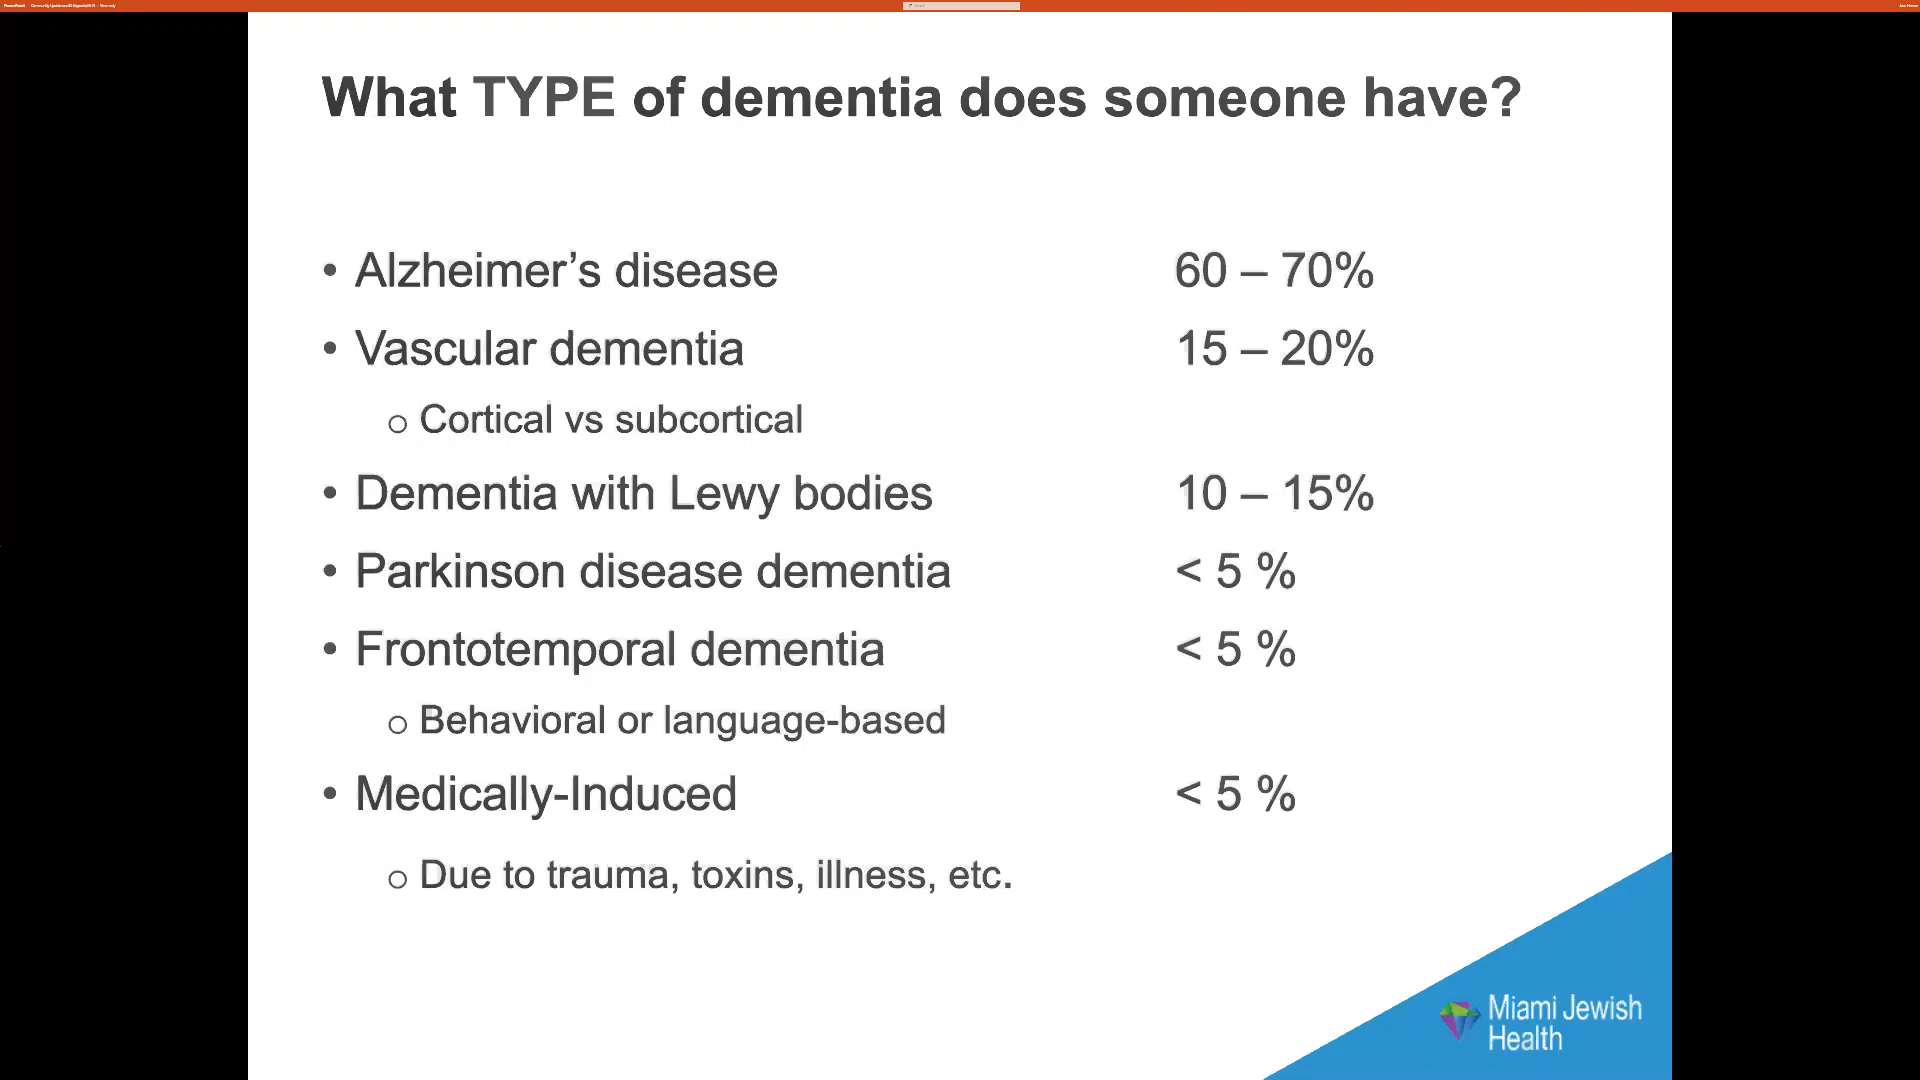 What TYPE of dementia does someone have?
• Alzheimer’s disease 60 – 70%
• Vascular dementia 15 – 20%
o Cortical vs subcortical
• Dementia with Lewy bodies 10 – 15%
• Parkinson disease dementia < 5 %
• Frontotemporal dementia < 5 %
o Behavioral or language-based
• Medically-Induced < 5 %
o Due to trauma, toxins, illness, etc.
Miami Jewish
Health